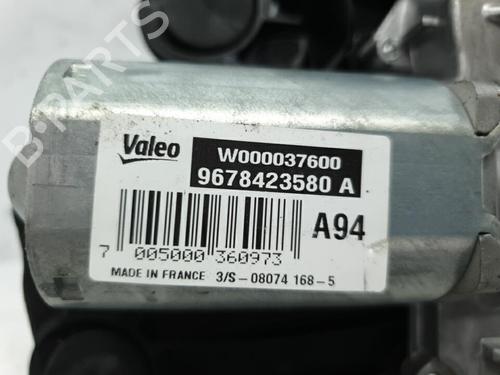 Valeo
W000037600
9678423580 A
A94
7 005000 360973
MADE IN FRANCE 3/S-08074 168-5
B-PARTS